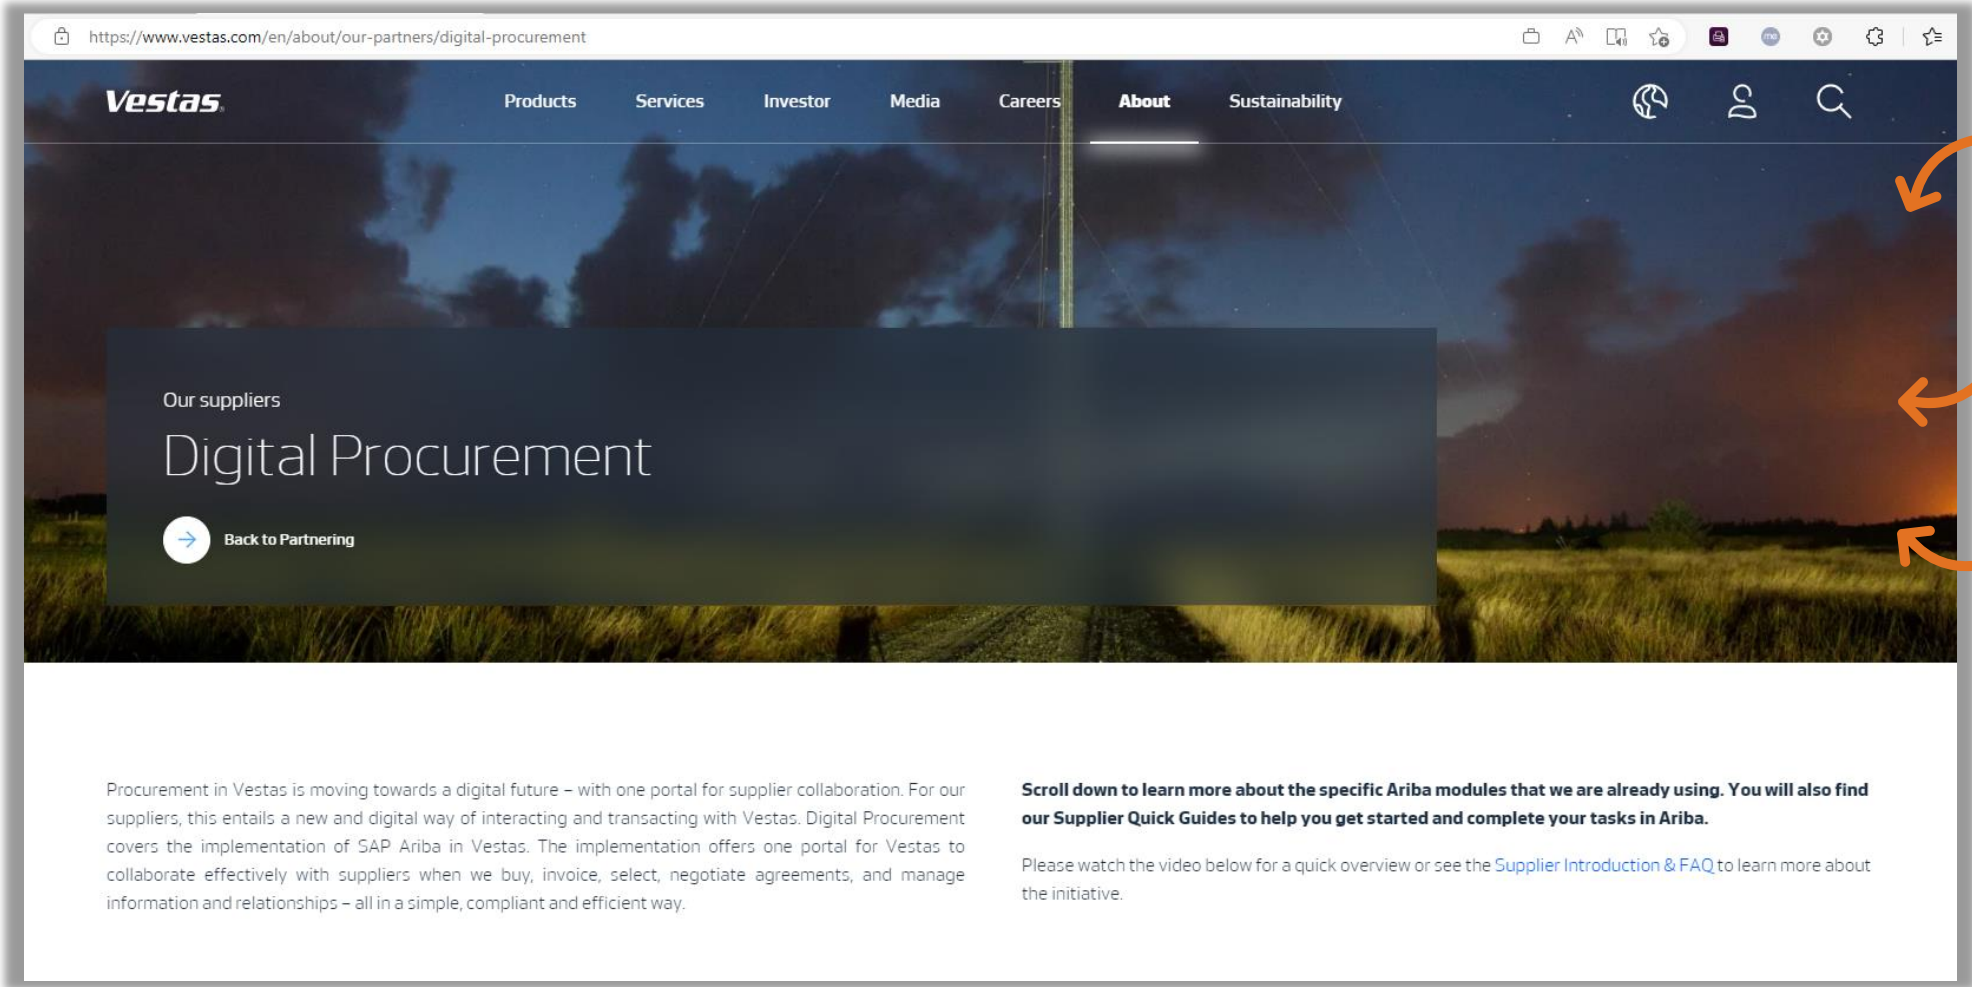 https://www.vestas.com/en/about/our-partners/digital-procurement
Vestas.
Products Services Investor Media Careers About Sustainability
Our suppliers
Digital Procurement
Back to Partnering
Procurement in Vestas is moving towards a digital future – with one portal for supplier collaboration. For our
suppliers, this entails a new and digital way of interacting and transacting with Vestas. Digital Procurement
covers the implementation of SAP Ariba in Vestas. The implementation offers one portal for Vestas to
collaborate effectively with suppliers when we buy, invoice, select, negotiate agreements, and manage
information and relationships – all in a simple, compliant and efficient way.
Scroll down to learn more about the specific Ariba modules that we are already using. You will also find
our Supplier Quick Guides to help you get started and complete your tasks in Ariba.
Please watch the video below for a quick overview or see the Supplier Introduction & FAQ to learn more about
the initiative.